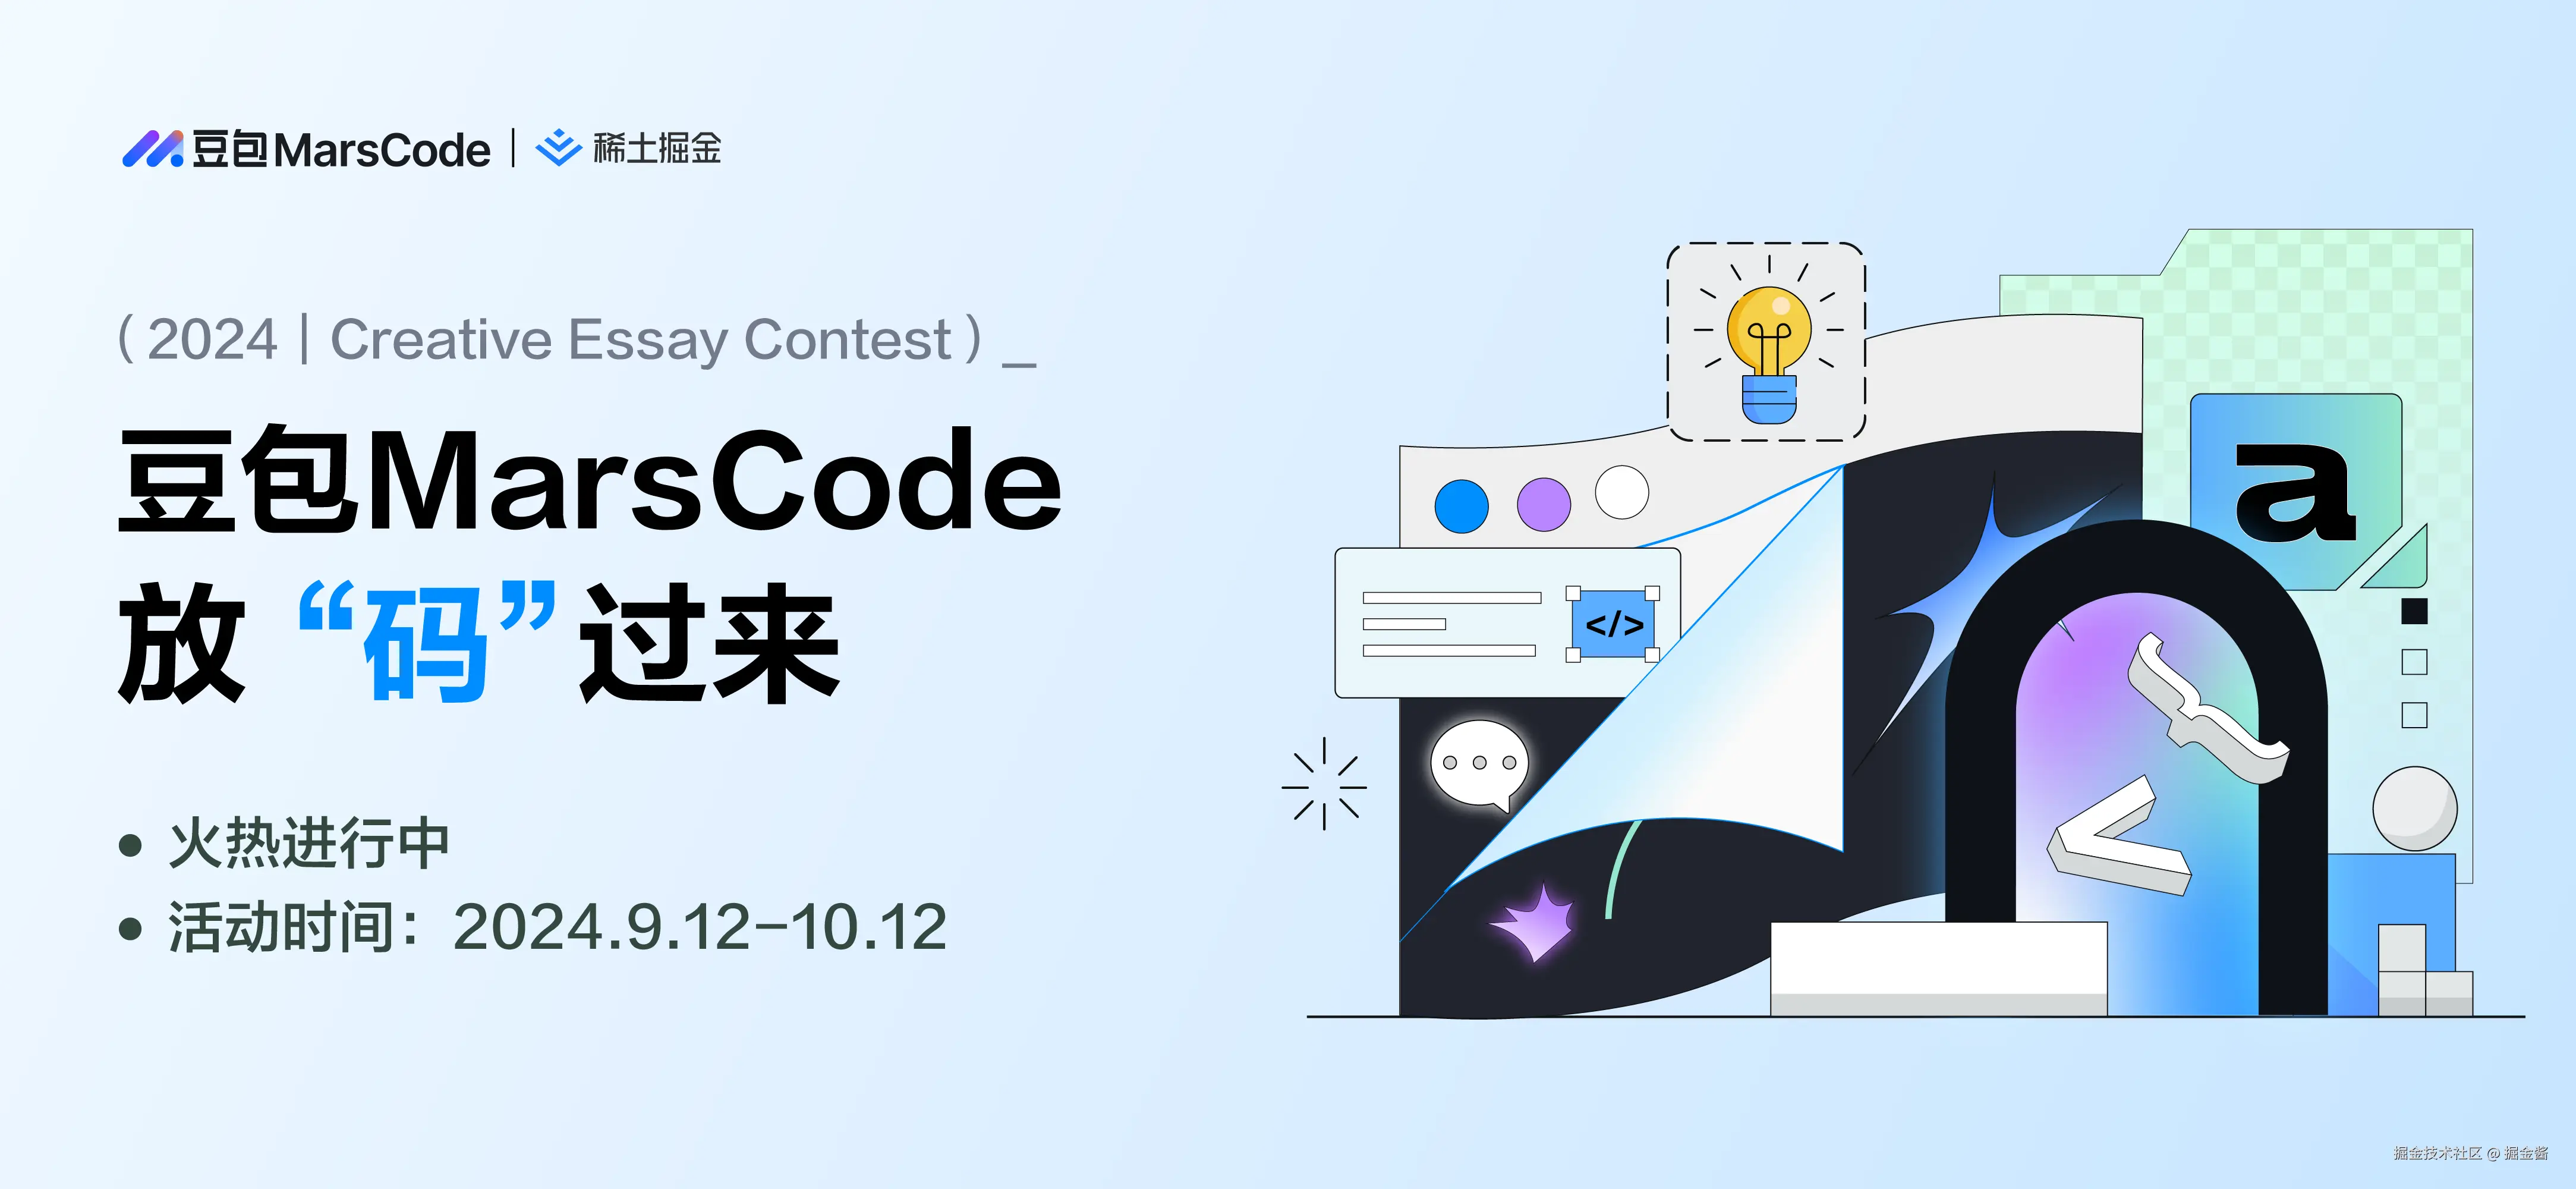 豆包MarsCode | 稀土掘金
(2024 | Creative Essay Contest) _
豆包MarsCode
放“码”过来
• 火热进行中
• 活动时间：2024.9.12-10.12
</>
a
}
<
掘金技术社区 @ 掘金酱